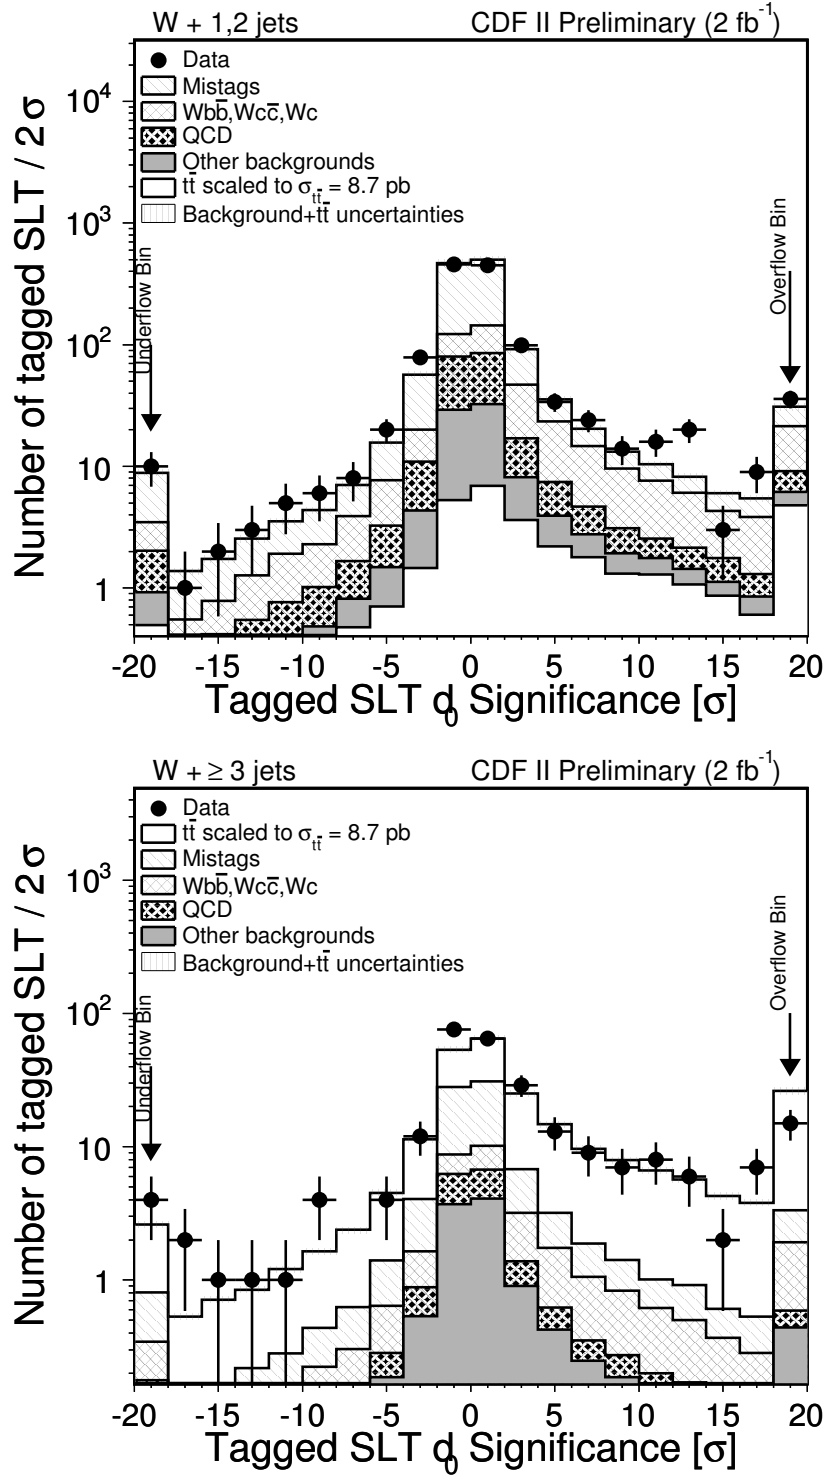 W + 1,2 jets CDF II Preliminary (2 fb⁻¹)
Number of tagged SLT / 2σ
10⁴
10³
10²
10
1
Data
Mistags
Wbb̄,Wcc̄,Wc
QCD
Other backgrounds
tt̄ scaled to σ_tt̄ = 8.7 pb
Background+tt̄ uncertainties
Underflow Bin
Overflow Bin
-20 -15 -10 -5 0 5 10 15 20
Tagged SLT d₀ Significance [σ]
W + ≥ 3 jets CDF II Preliminary (2 fb⁻¹)
Number of tagged SLT / 2σ
10³
10²
10
1
Data
tt̄ scaled to σ_tt̄ = 8.7 pb
Mistags
Wbb̄,Wcc̄,Wc
QCD
Other backgrounds
Background+tt̄ uncertainties
Underflow Bin
Overflow Bin
-20 -15 -10 -5 0 5 10 15 20
Tagged SLT d₀ Significance [σ]